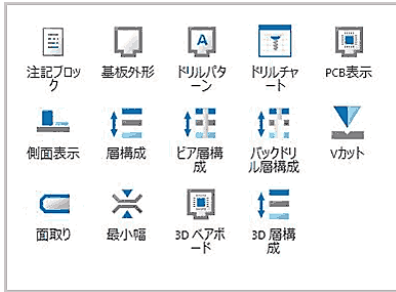 注記ブロッ
ク
基板外形
ドリルパタ
ーン
ドリルチャ
ート
PCB表示
側面表示
層構成
ビア層構
成
バックドリ
ル層構成
Vカット
面取り
最小幅
3D ベアボ
ード
3D 層構
成